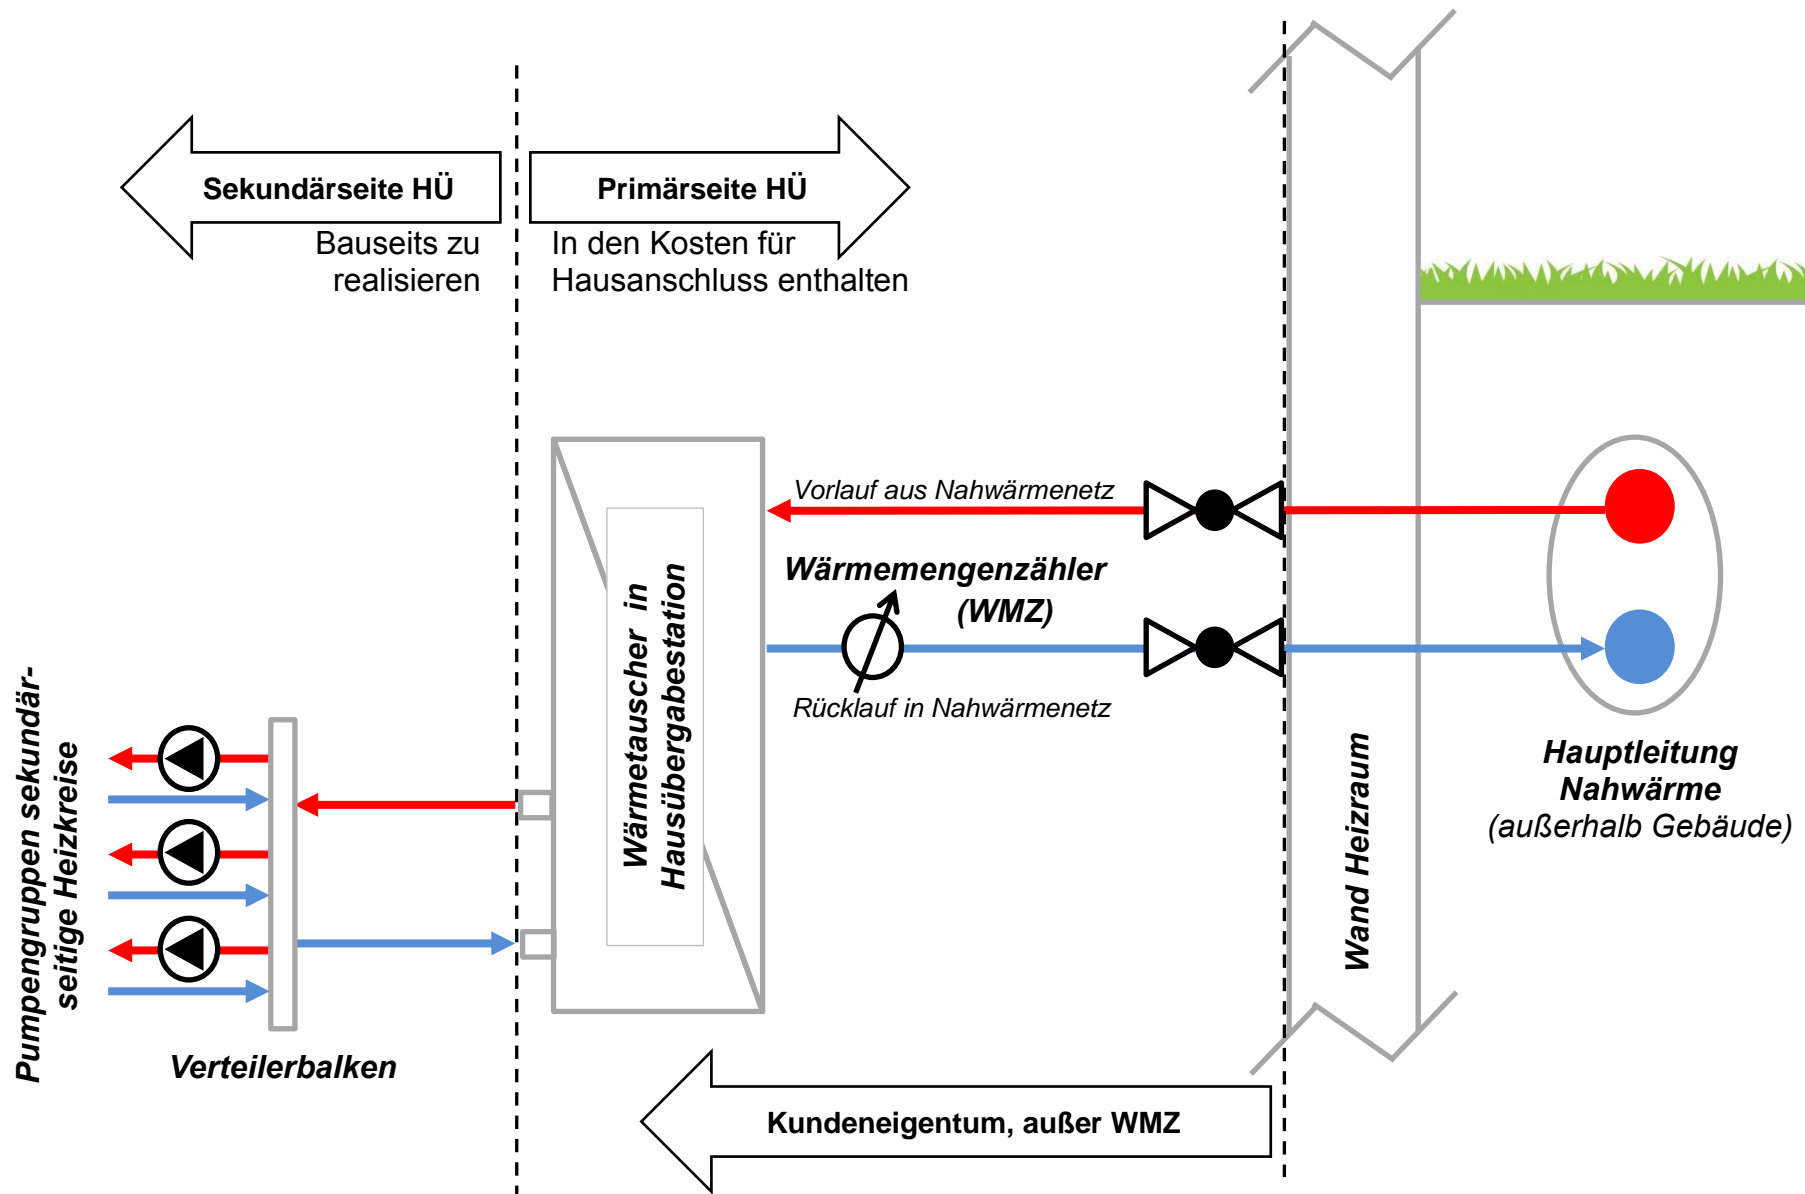 Sekundärseite HÜ
Primärseite HÜ
Bauseits zu
realisieren
In den Kosten für
Hausanschluss enthalten
Vorlauf aus Nahwärmenetz
Wärmemengenzähler
(WMZ)
Rücklauf in Nahwärmenetz
Wärmetauscher in
Hausübergabestation
Pumpengruppen sekundär-
seitige Heizkreise
Verteilerbalken
Wand Heizraum
Hauptleitung
Nahwärme
(außerhalb Gebäude)
Kundeneigentum, außer WMZ